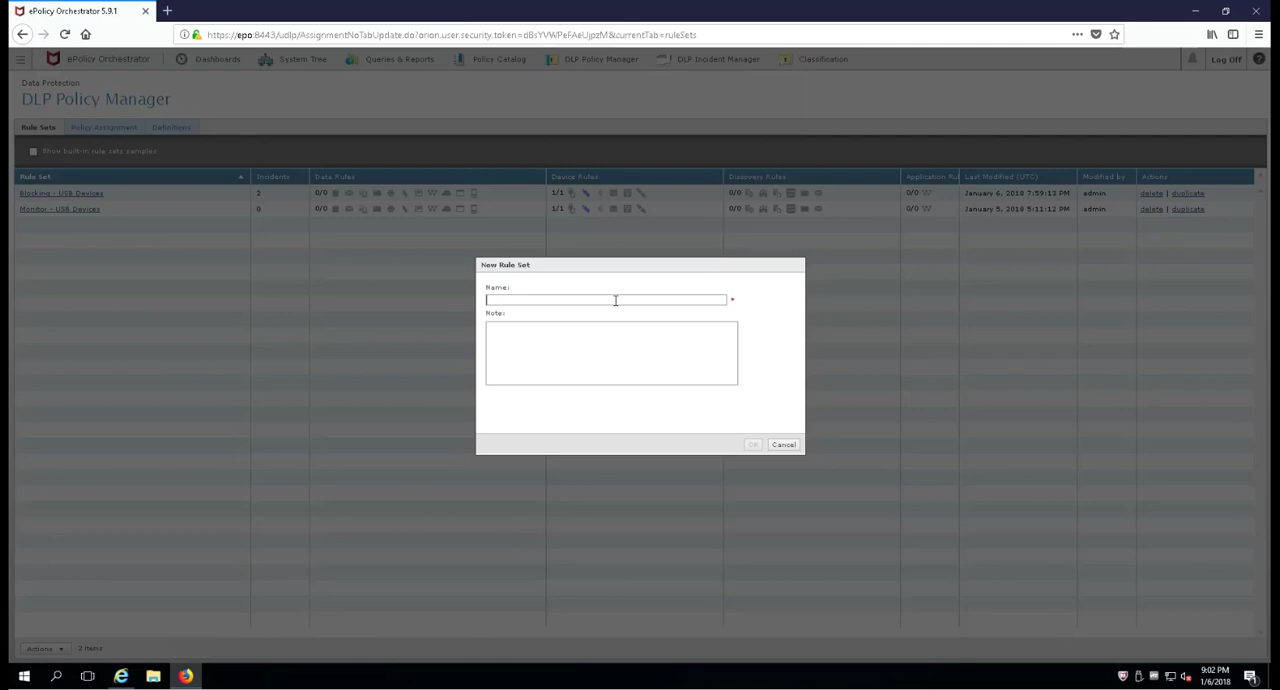 ePolicy Orchestrator 5.9.1
https://epo:8443/udlp/AssignmentNoTabUpdate.do?orion.user.security.token=dBsYVWPeFAeUjpzM&currentTab=ruleSets
ePolicy Orchestrator Dashboards System Tree Queries & Reports Policy Catalog DLP Policy Manager DLP Incident Manager Classification Log Off
Data Protection
DLP Policy Manager
Rule Sets Policy Assignment Definitions
Show built-in rule sets samples
Rule Set Incidents Data Rules Device Rules Discovery Rules Application Rul Last Modified (UTC) Modified by Actions
Blocking - USB Devices 2 0/0 1/1 0/0 0/0 January 6, 2018 7:59:13 PM admin delete | duplicate
Monitor - USB Devices 0 0/0 1/1 0/0 0/0 January 5, 2018 5:11:12 PM admin delete | duplicate
New Rule Set
Name:
*
Note:
OK Cancel
Actions 2 items
9:02 PM
1/6/2018